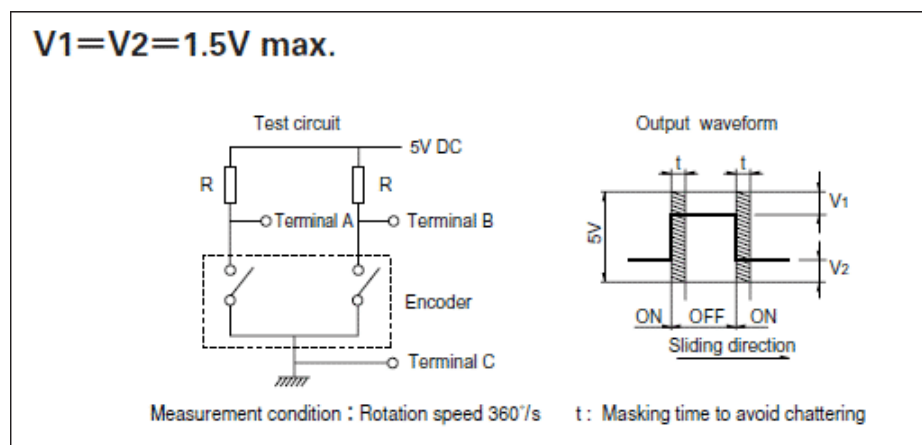 V1=V2=1.5V max.
Test circuit
Output waveform
5V DC
R
R
Terminal A
Terminal B
Encoder
Terminal C
t
t
V1
5V
V2
ON
OFF
ON
Sliding direction
Measurement condition : Rotation speed 360°/s
t : Masking time to avoid chattering